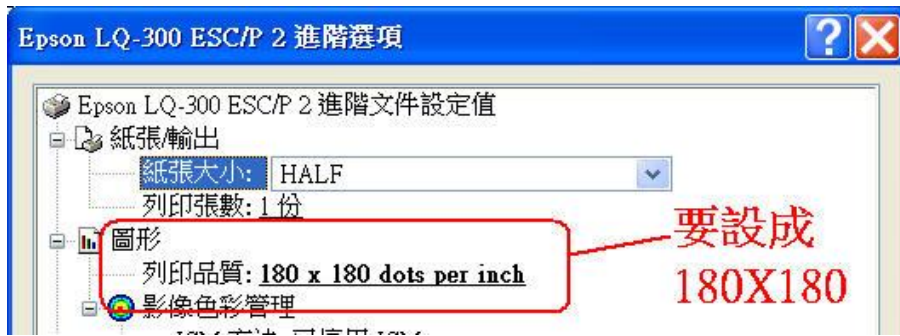 Epson LQ-300 ESC/P 2 進階選項
Epson LQ-300 ESC/P 2 進階文件設定值
紙張/輸出
紙張大小: HALF
列印張數: 1 份
圖形
列印品質: 180 x 180 dots per inch
要設成
180X180
影像色彩管理